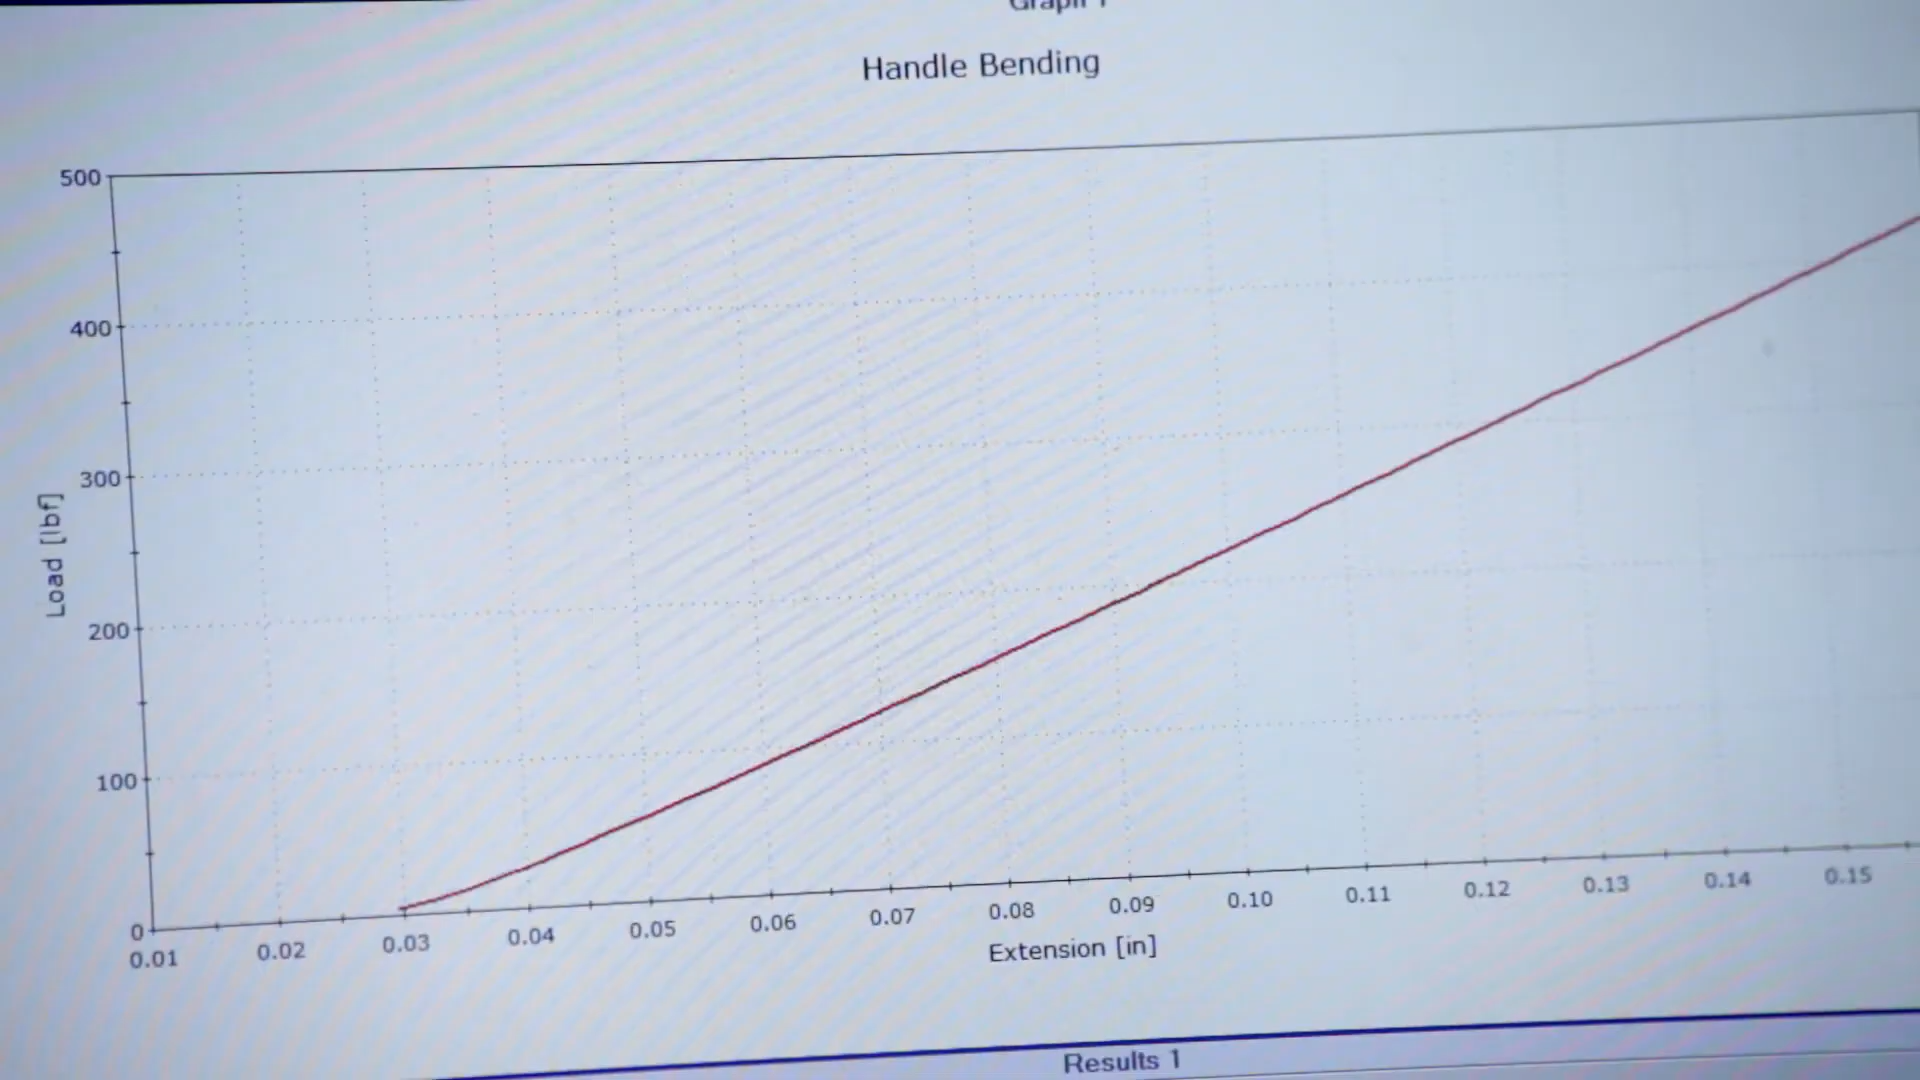 Graph 1
Handle Bending
500
400
300
200
100
0
Load [lbf]
0.01 0.02 0.03 0.04 0.05 0.06 0.07 0.08 0.09 0.10 0.11 0.12 0.13 0.14 0.15
Extension [in]
Results 1